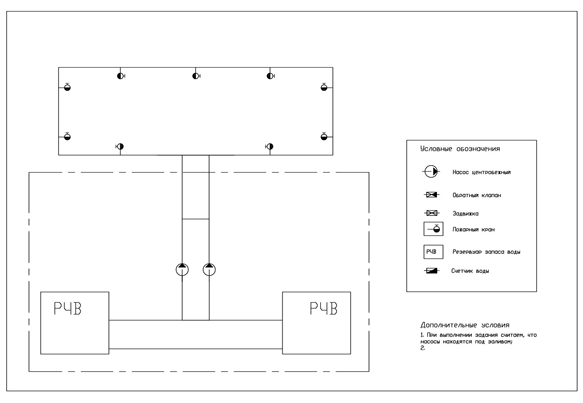 РЧВ
РЧВ
Условные обозначения
Насос центробежный
Обратный клапан
Задвижка
Пожарный кран
РЧВ Резервуар запаса воды
Счетчик воды
Дополнительные условия
1. При выполнении задания считаем, что
насосы находятся под заливом;
2.